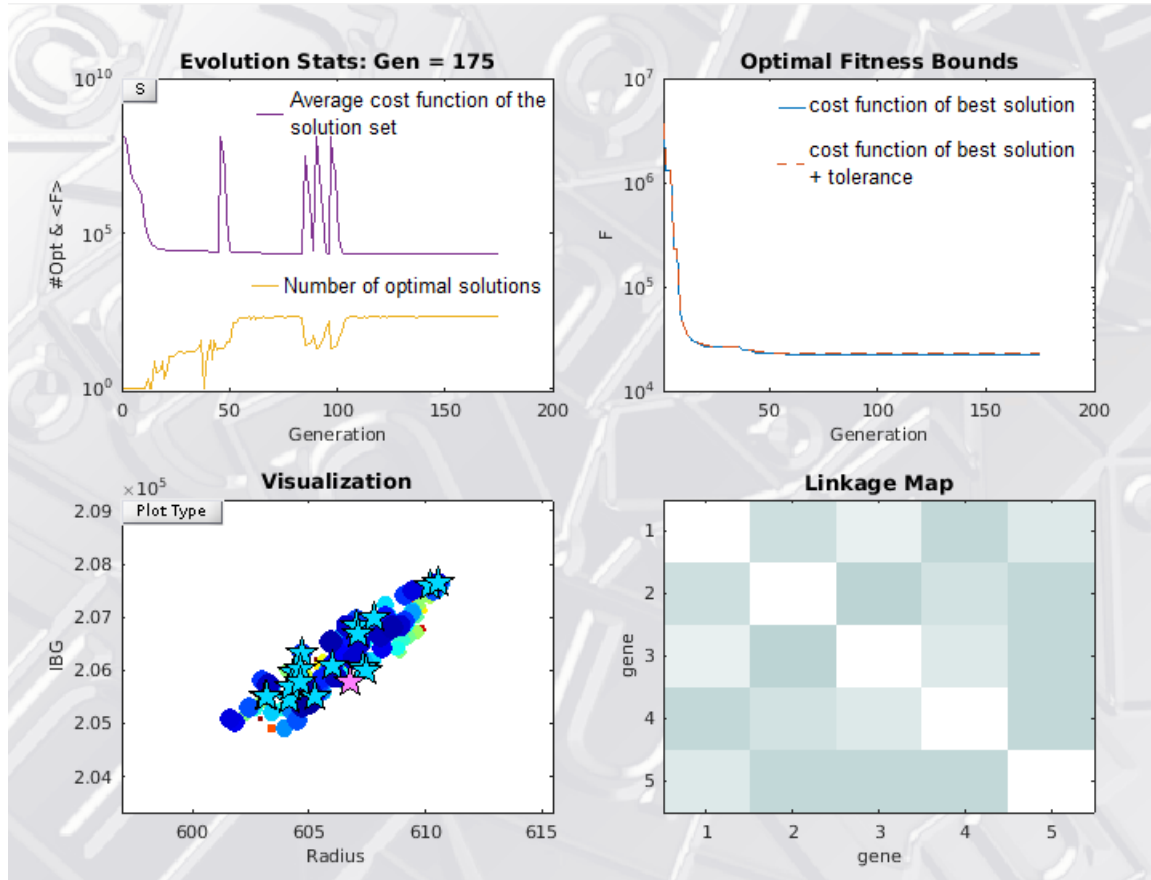 Evolution Stats: Gen = 175
10^10
S
Average cost function of the
solution set
#Opt & <F>
10^5
Number of optimal solutions
10^0
0 50 100 150 200
Generation
Optimal Fitness Bounds
10^7
cost function of best solution
cost function of best solution
+ tolerance
10^6
F
10^5
10^4
50 100 150 200
Generation
Visualization
×10^5
Plot Type
2.09
2.08
2.07
IBG
2.06
2.05
2.04
600 605 610 615
Radius
Linkage Map
1
2
gene
3
4
5
1 2 3 4 5
gene